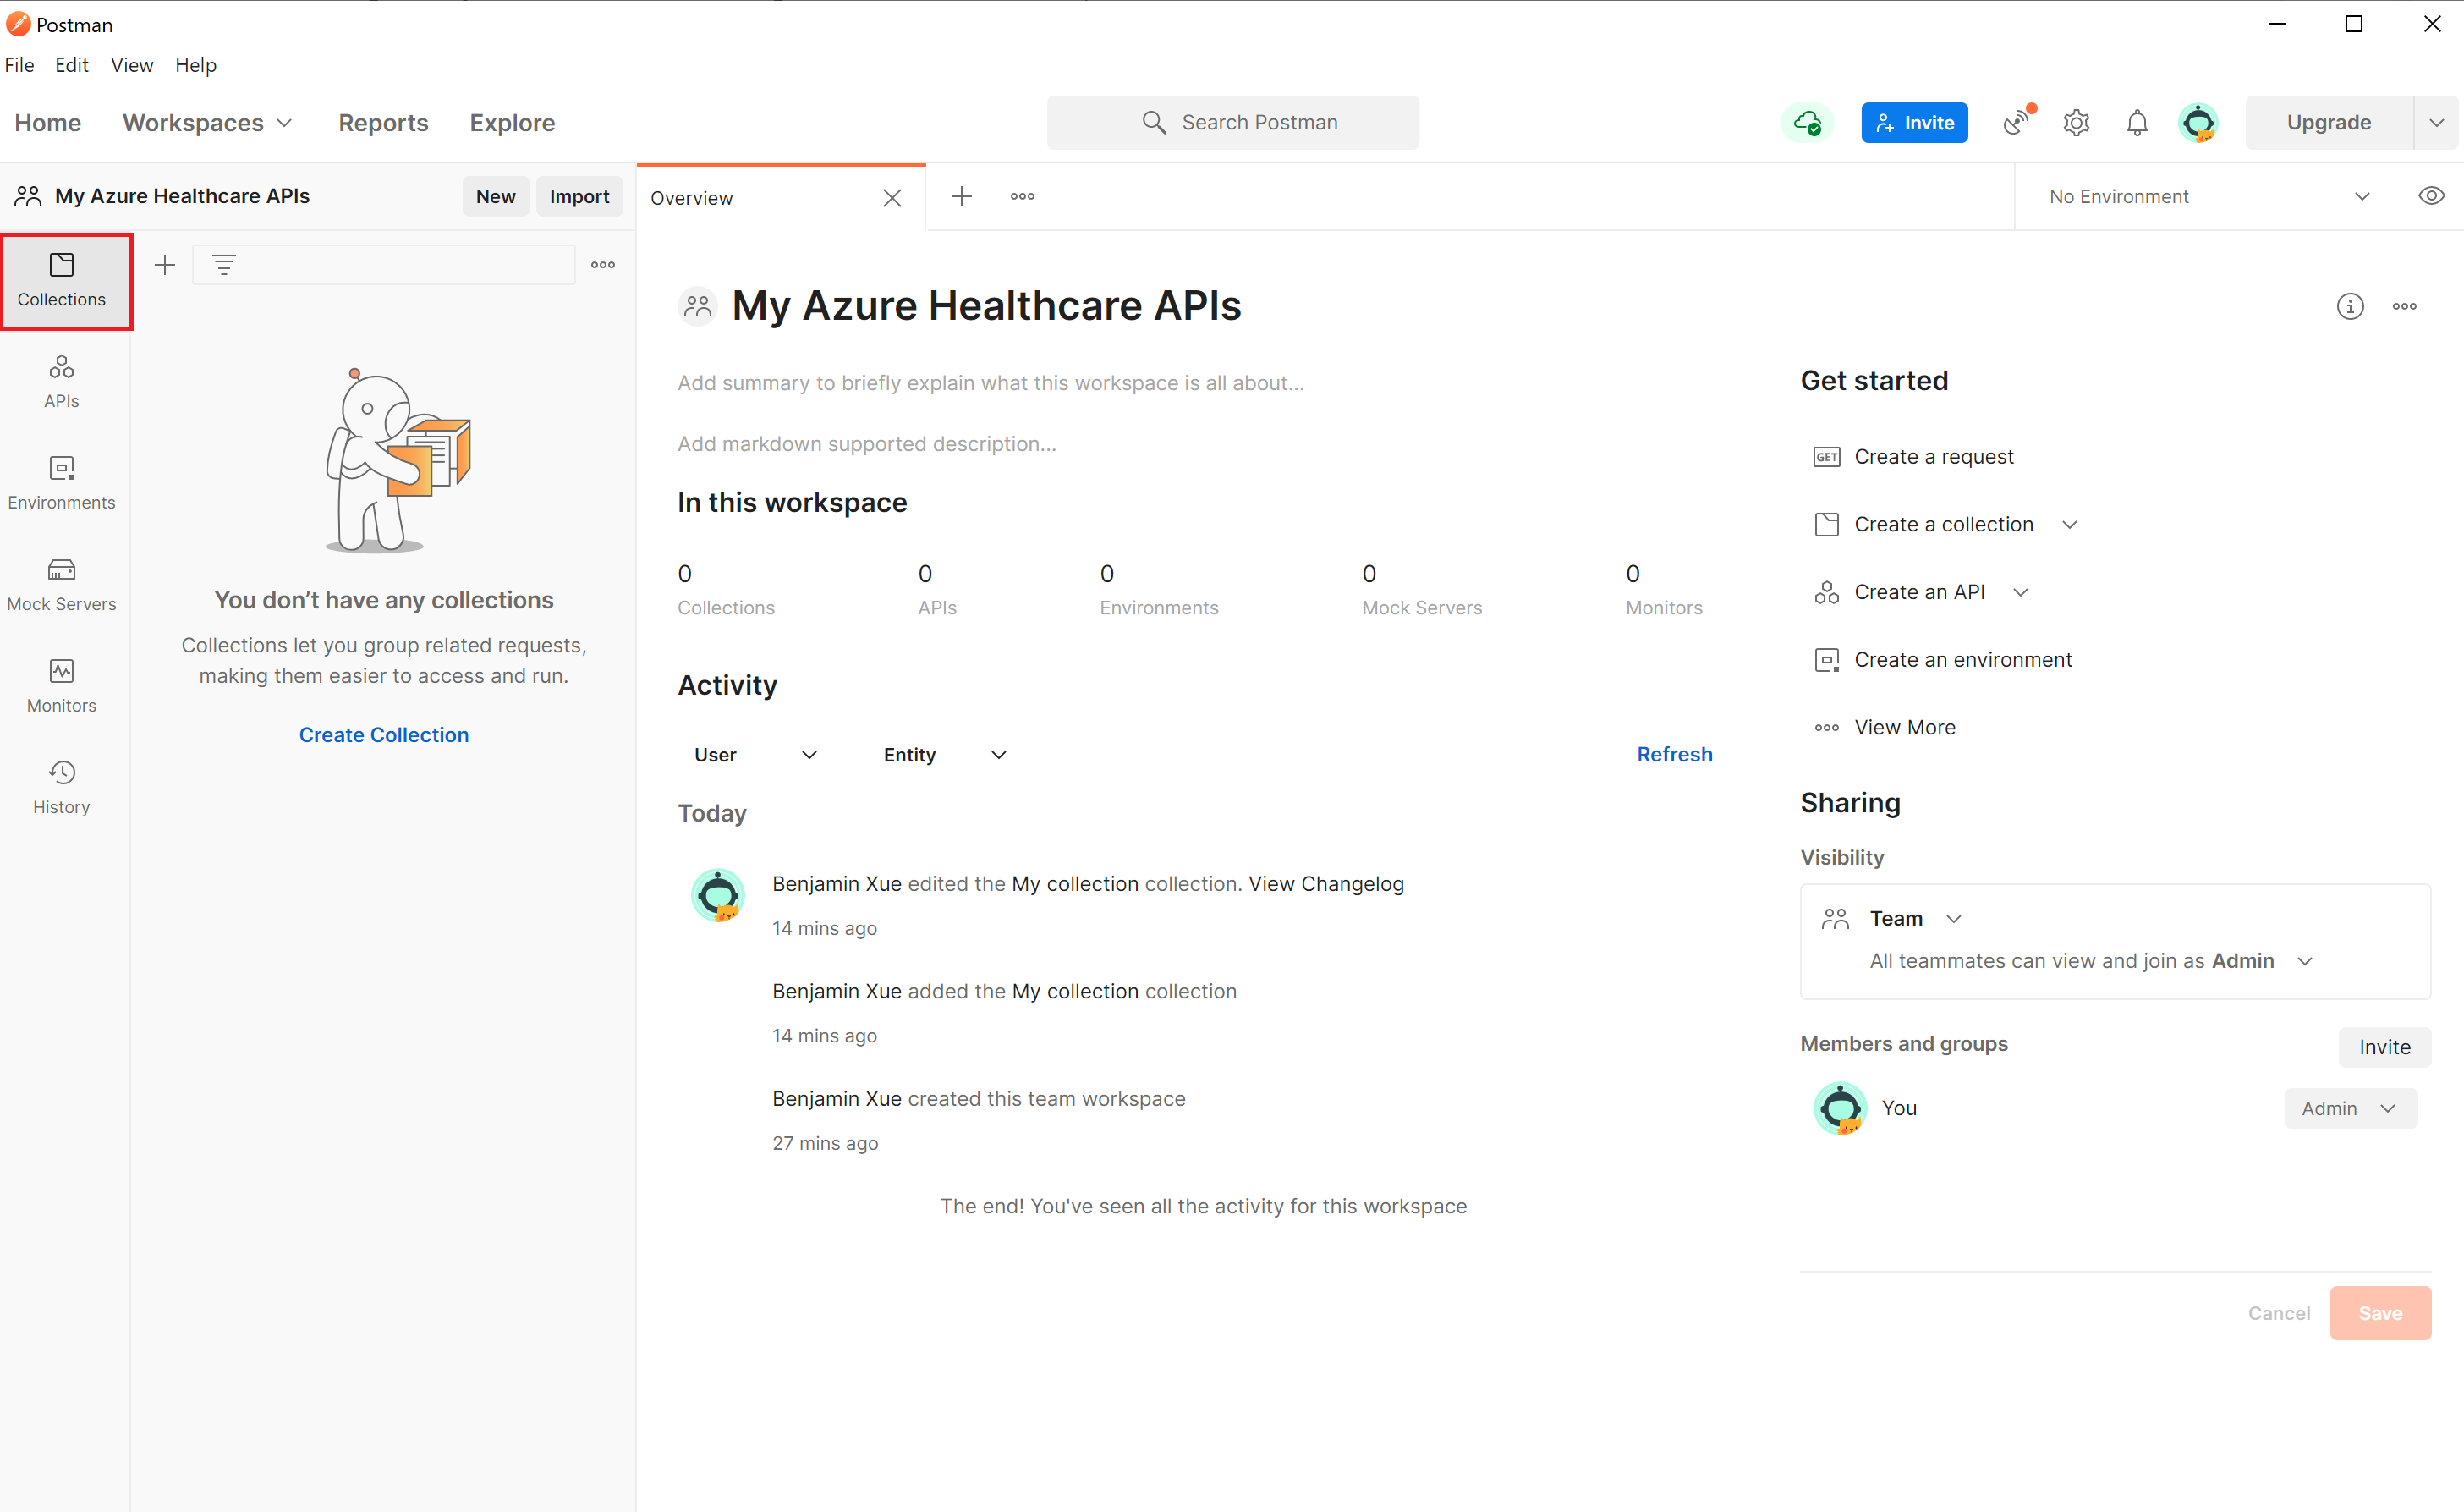 Postman
File Edit View Help
Home Workspaces Reports Explore
Search Postman
Invite
Upgrade
My Azure Healthcare APIs
New
Import
Overview
No Environment
Collections
APIs
Environments
Mock Servers
Monitors
History
You don’t have any collections
Collections let you group related requests,
making them easier to access and run.
Create Collection
My Azure Healthcare APIs
Add summary to briefly explain what this workspace is all about...
Add markdown supported description...
In this workspace
0 0 0 0 0
Collections APIs Environments Mock Servers Monitors
Activity
User Entity Refresh
Today
Benjamin Xue edited the My collection collection. View Changelog
14 mins ago
Benjamin Xue added the My collection collection
14 mins ago
Benjamin Xue created this team workspace
27 mins ago
The end! You've seen all the activity for this workspace
Get started
GET Create a request
Create a collection
Create an API
Create an environment
View More
Sharing
Visibility
Team
All teammates can view and join as Admin
Members and groups
Invite
You
Admin
Cancel
Save